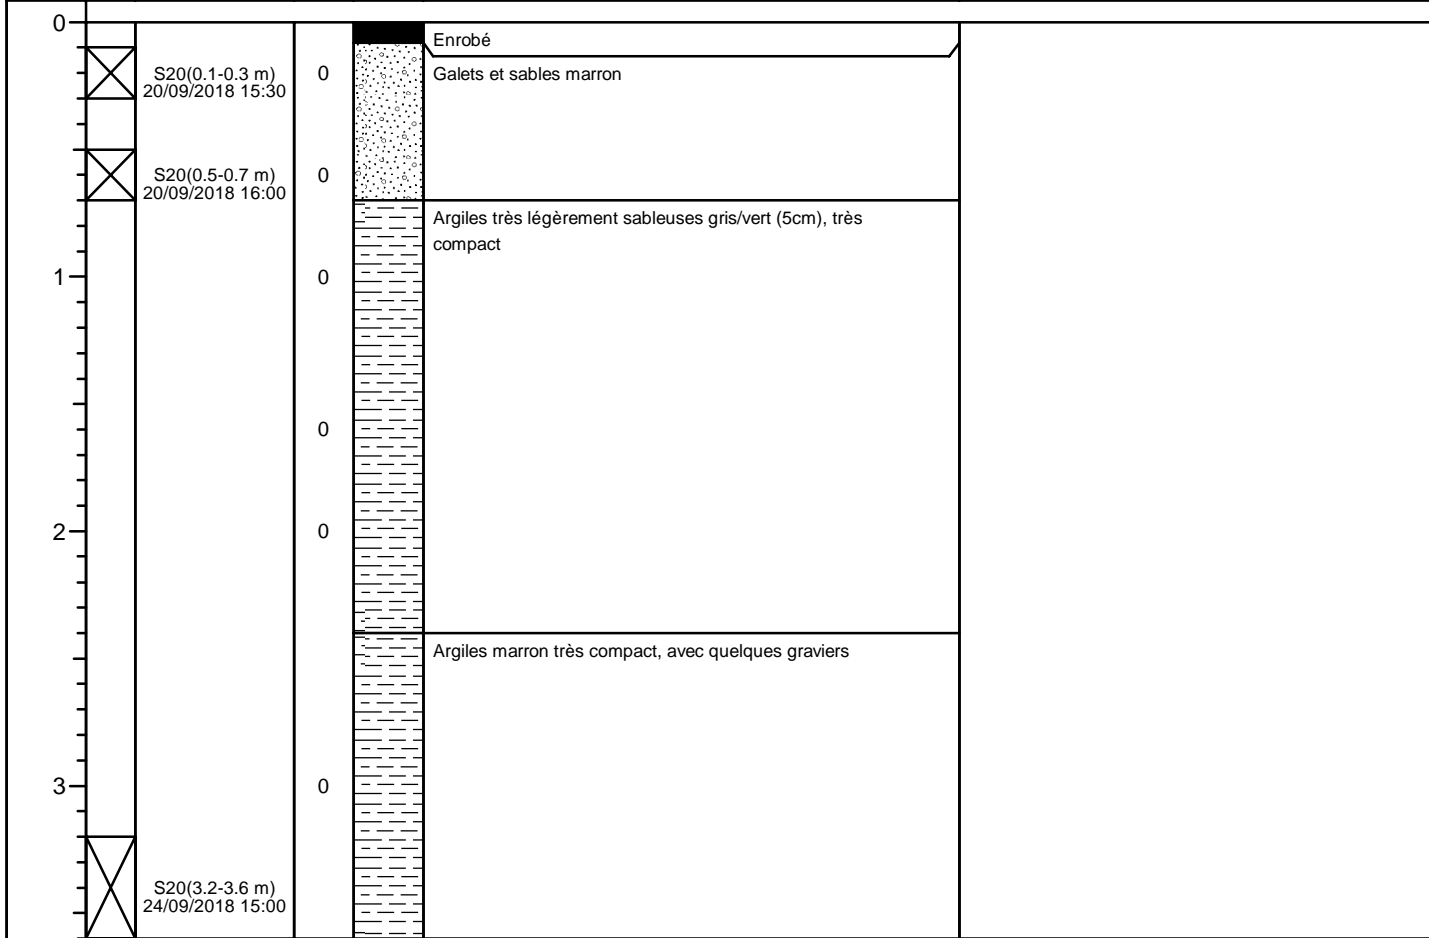 0
Enrobé
S20(0.1-0.3 m)
20/09/2018 15:30
0
Galets et sables marron
S20(0.5-0.7 m)
20/09/2018 16:00
0
Argiles très légèrement sableuses gris/vert (5cm), très
compact
1
0
0
2
0
Argiles marron très compact, avec quelques graviers
3
0
S20(3.2-3.6 m)
24/09/2018 15:00